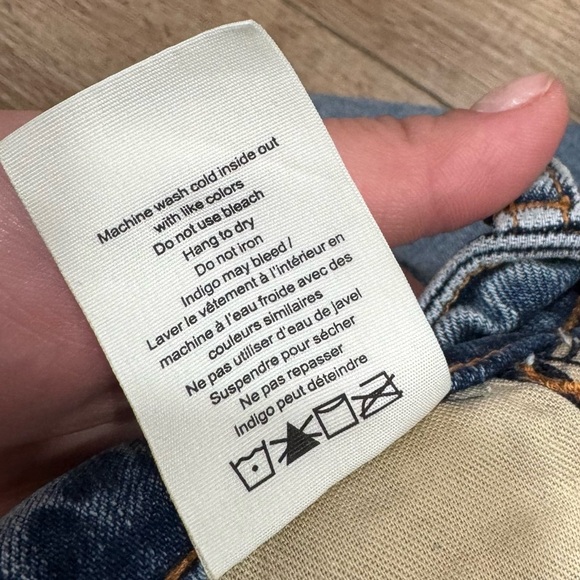 Machine wash cold inside out
with like colors
Do not use bleach
Hang to dry
Do not iron
Indigo may bleed /
Laver le vêtement à l'intérieur en
machine à l'eau froide avec des
couleurs similaires
Ne pas utiliser d'eau de javel
Suspendre pour sécher
Ne pas repasser
Indigo peut déteindre